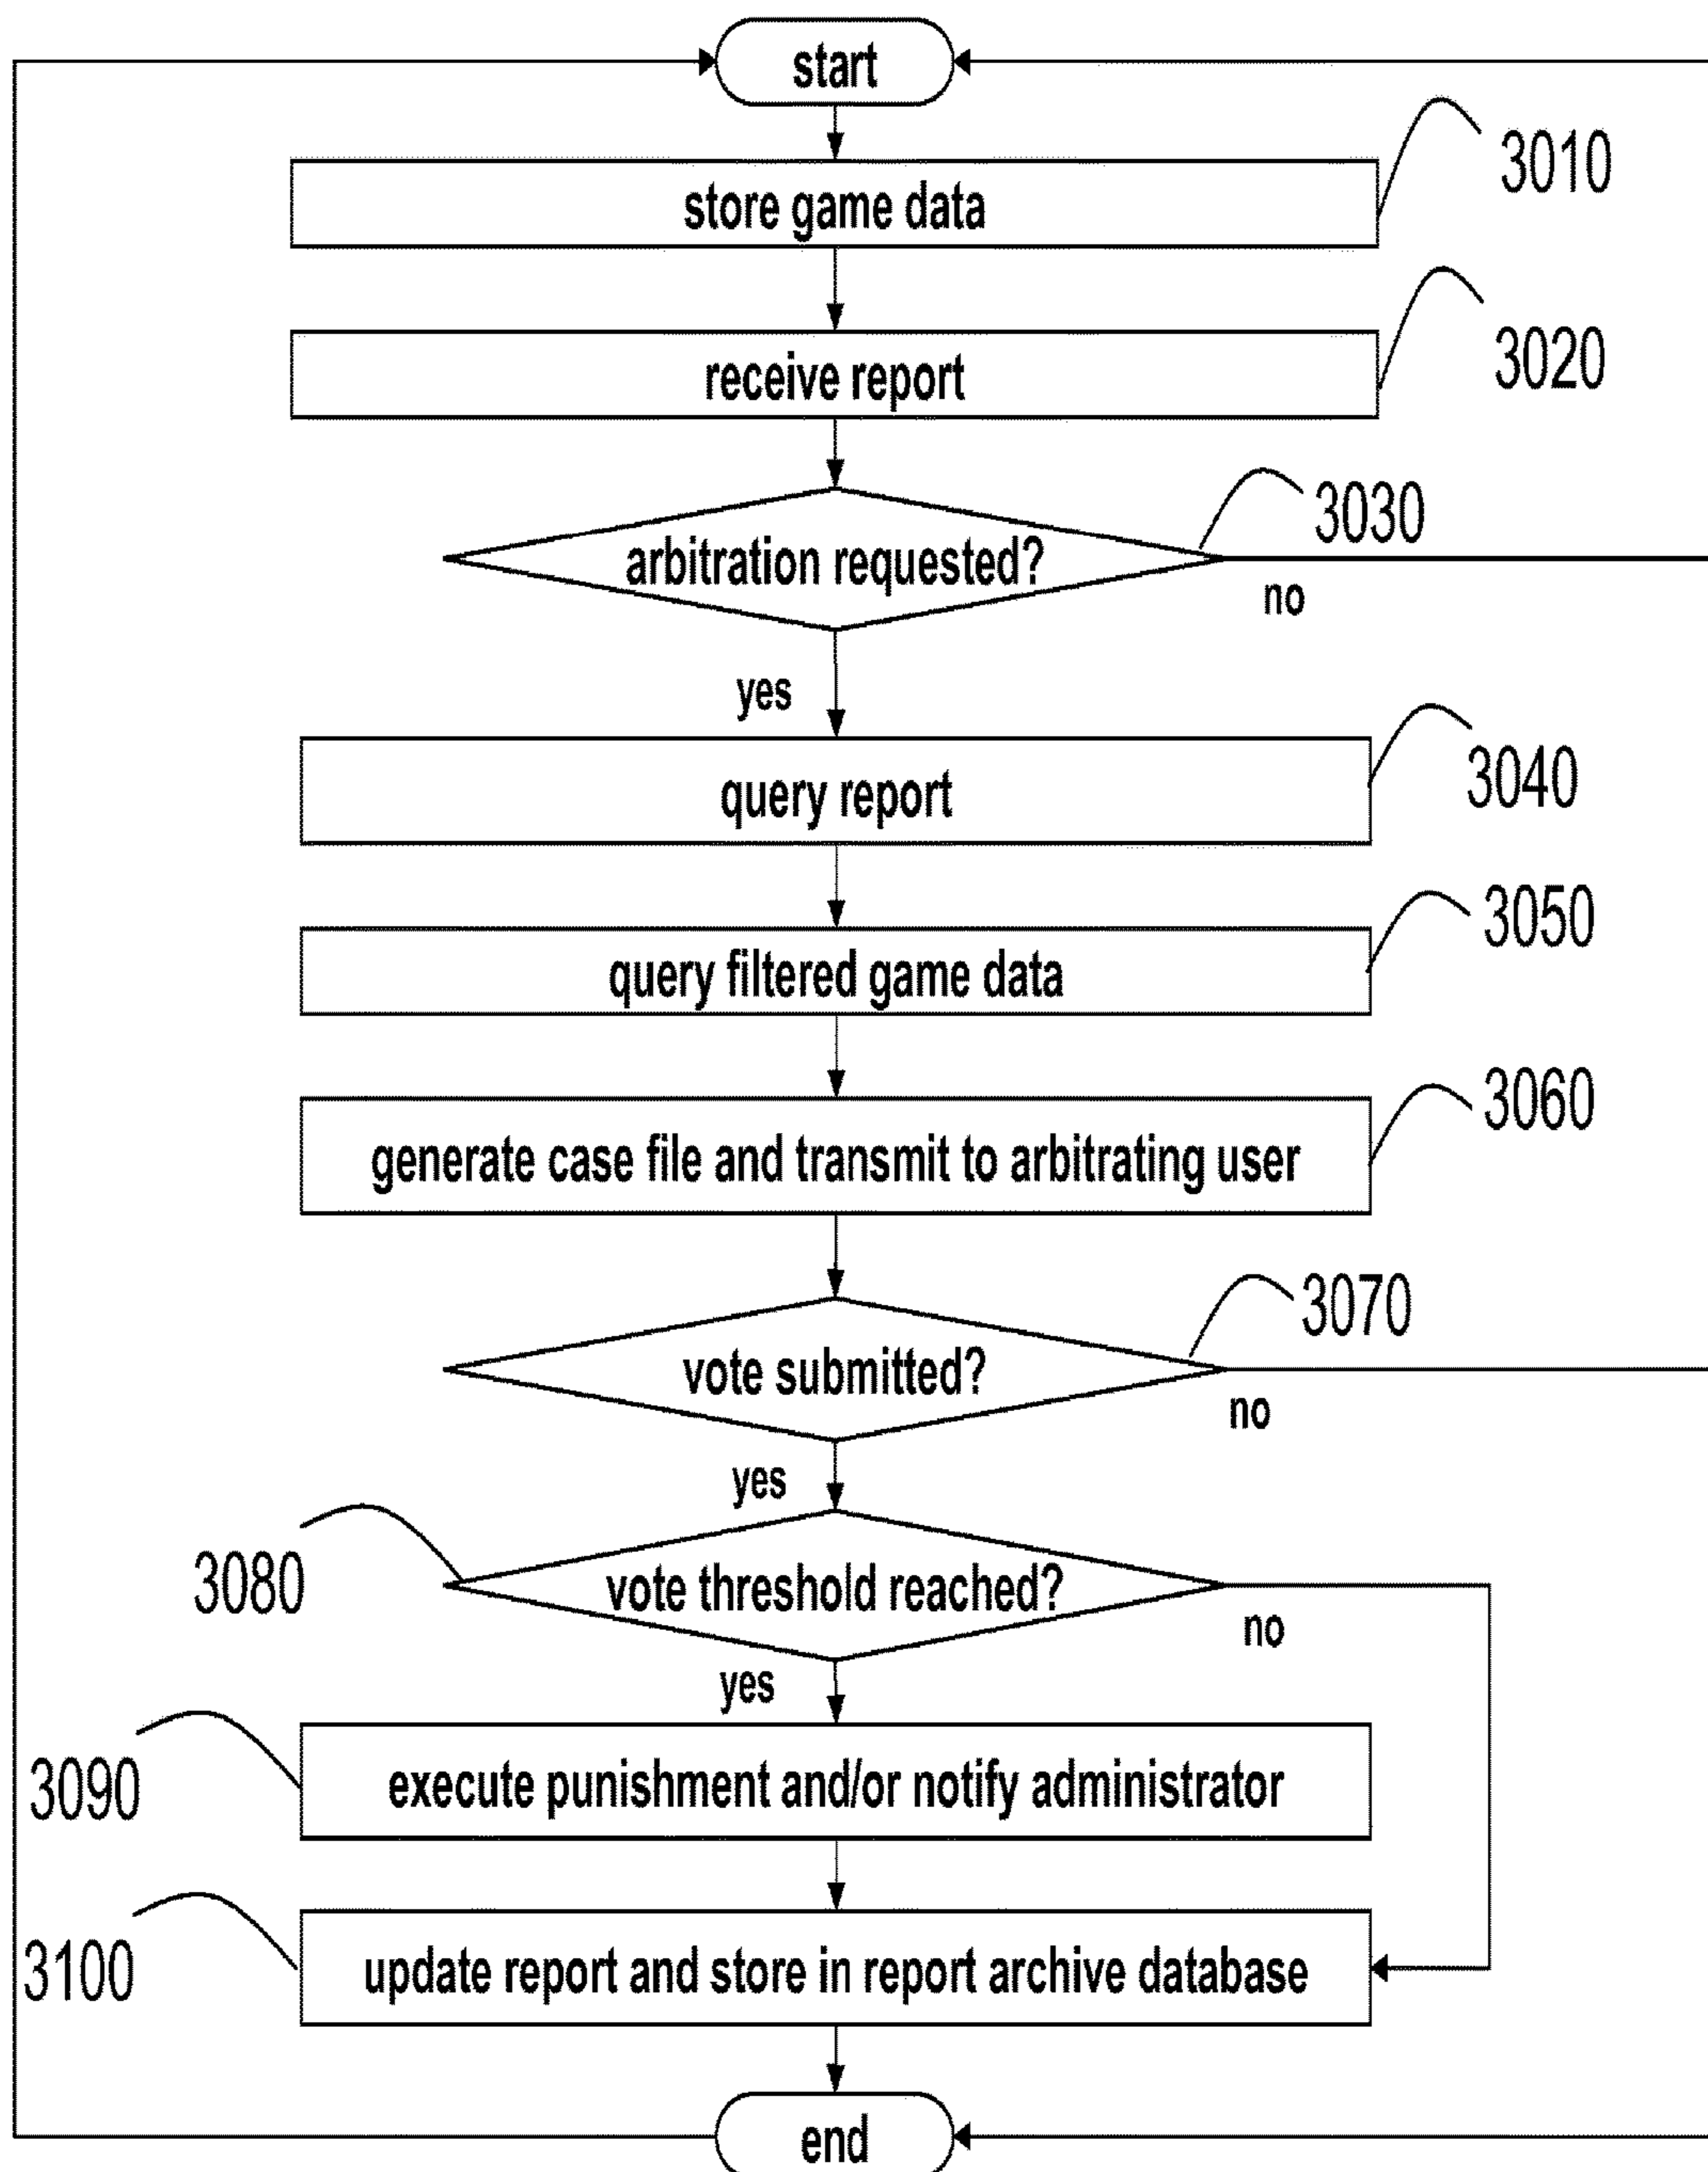 start
store game data
3010
receive report
3020
arbitration requested?
3030
no
yes
query report
3040
query filtered game data
3050
generate case file and transmit to arbitrating user
3060
vote submitted?
3070
no
yes
3080
vote threshold reached?
no
yes
3090
execute punishment and/or notify administrator
3100
update report and store in report archive database
end